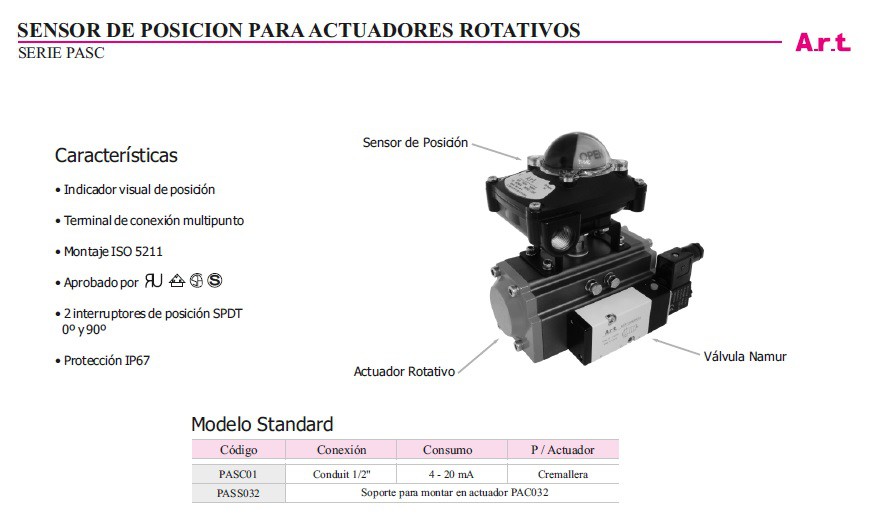 SENSOR DE POSICION PARA ACTUADORES ROTATIVOS
SERIE PASC
A.r.t.
Características
• Indicador visual de posición
• Terminal de conexión multipunto
• Montaje ISO 5211
• Aprobado por
• 2 interruptores de posición SPDT
0º y 90º
• Protección IP67
Sensor de Posición
OPEN
A.r.t.
Actuador Rotativo
Válvula Namur
Modelo Standard
Código Conexión Consumo P / Actuador
PASC01 Conduit 1/2" 4 - 20 mA Cremallera
PASS032 Soporte para montar en actuador PAC032